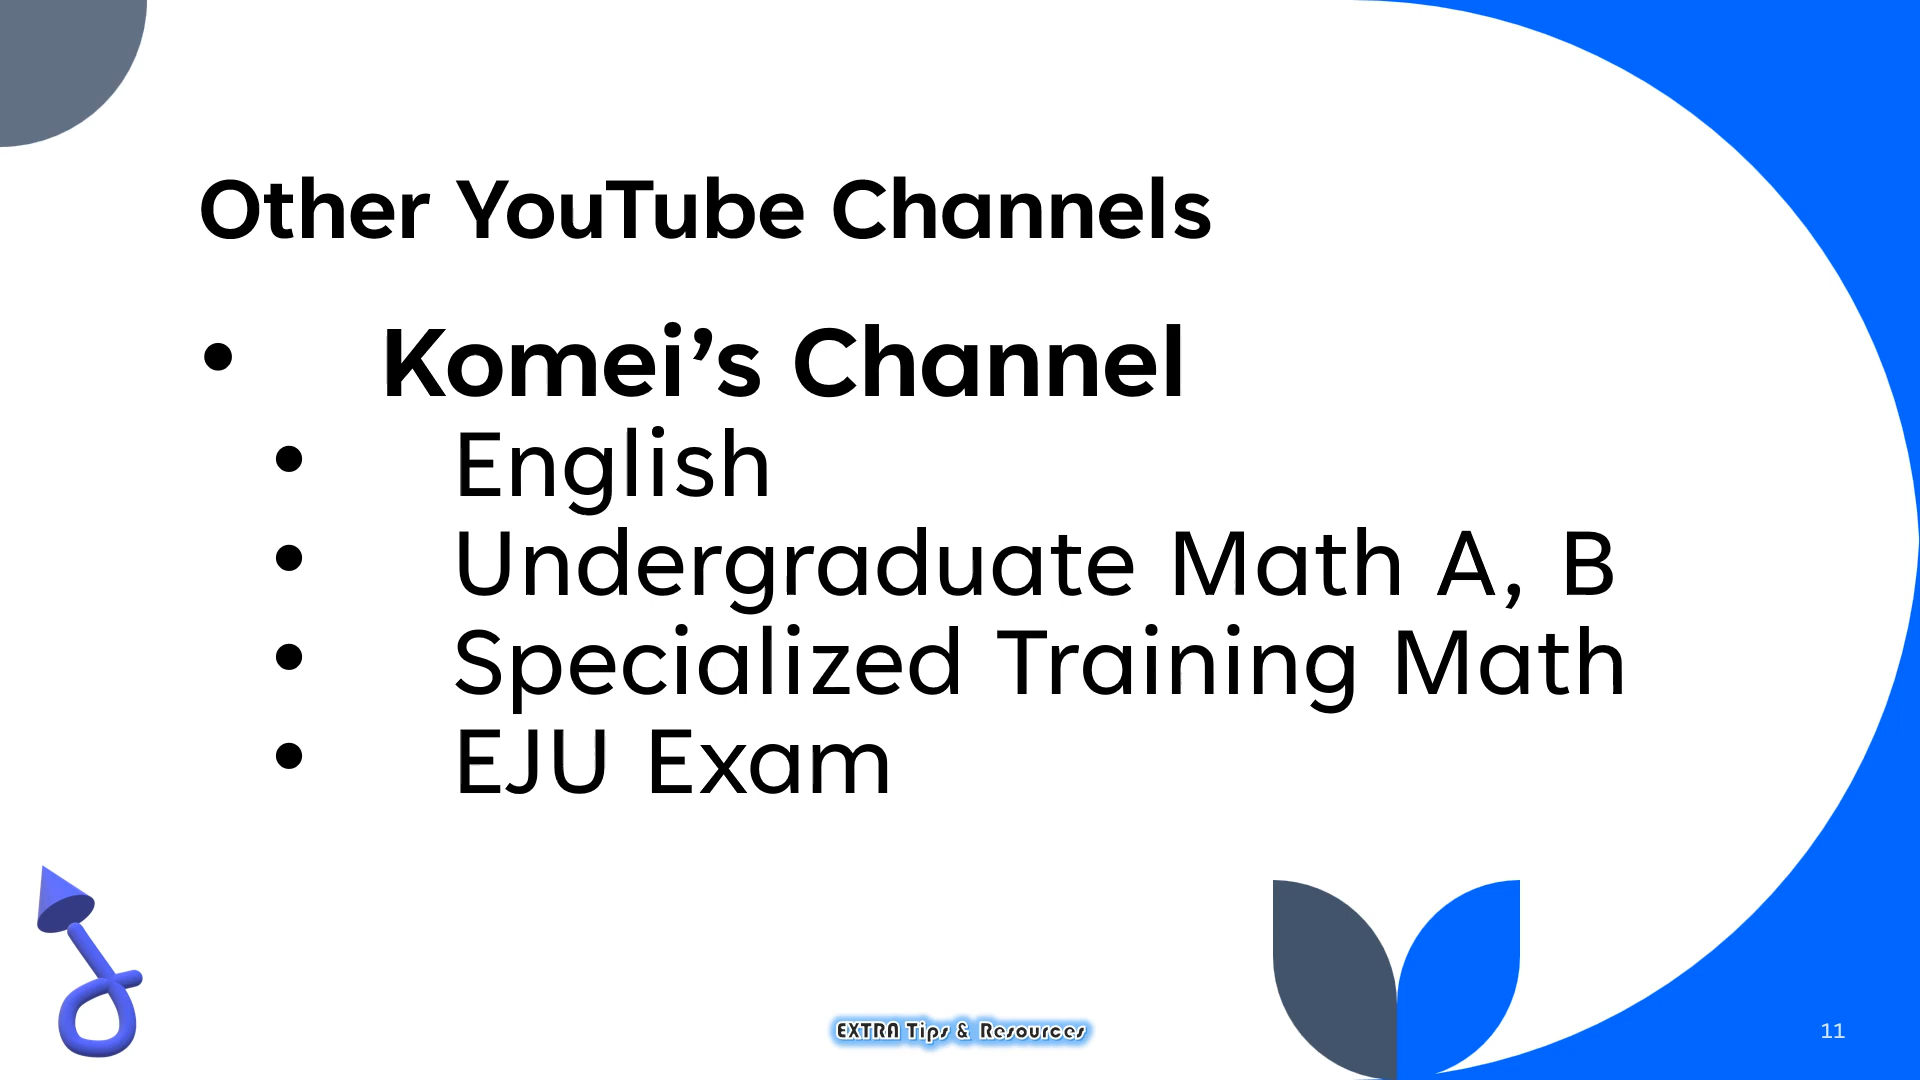 Other YouTube Channels
• Komei’s Channel
• English
• Undergraduate Math A, B
• Specialized Training Math
• EJU Exam
EXTRA Tips & Resources
11